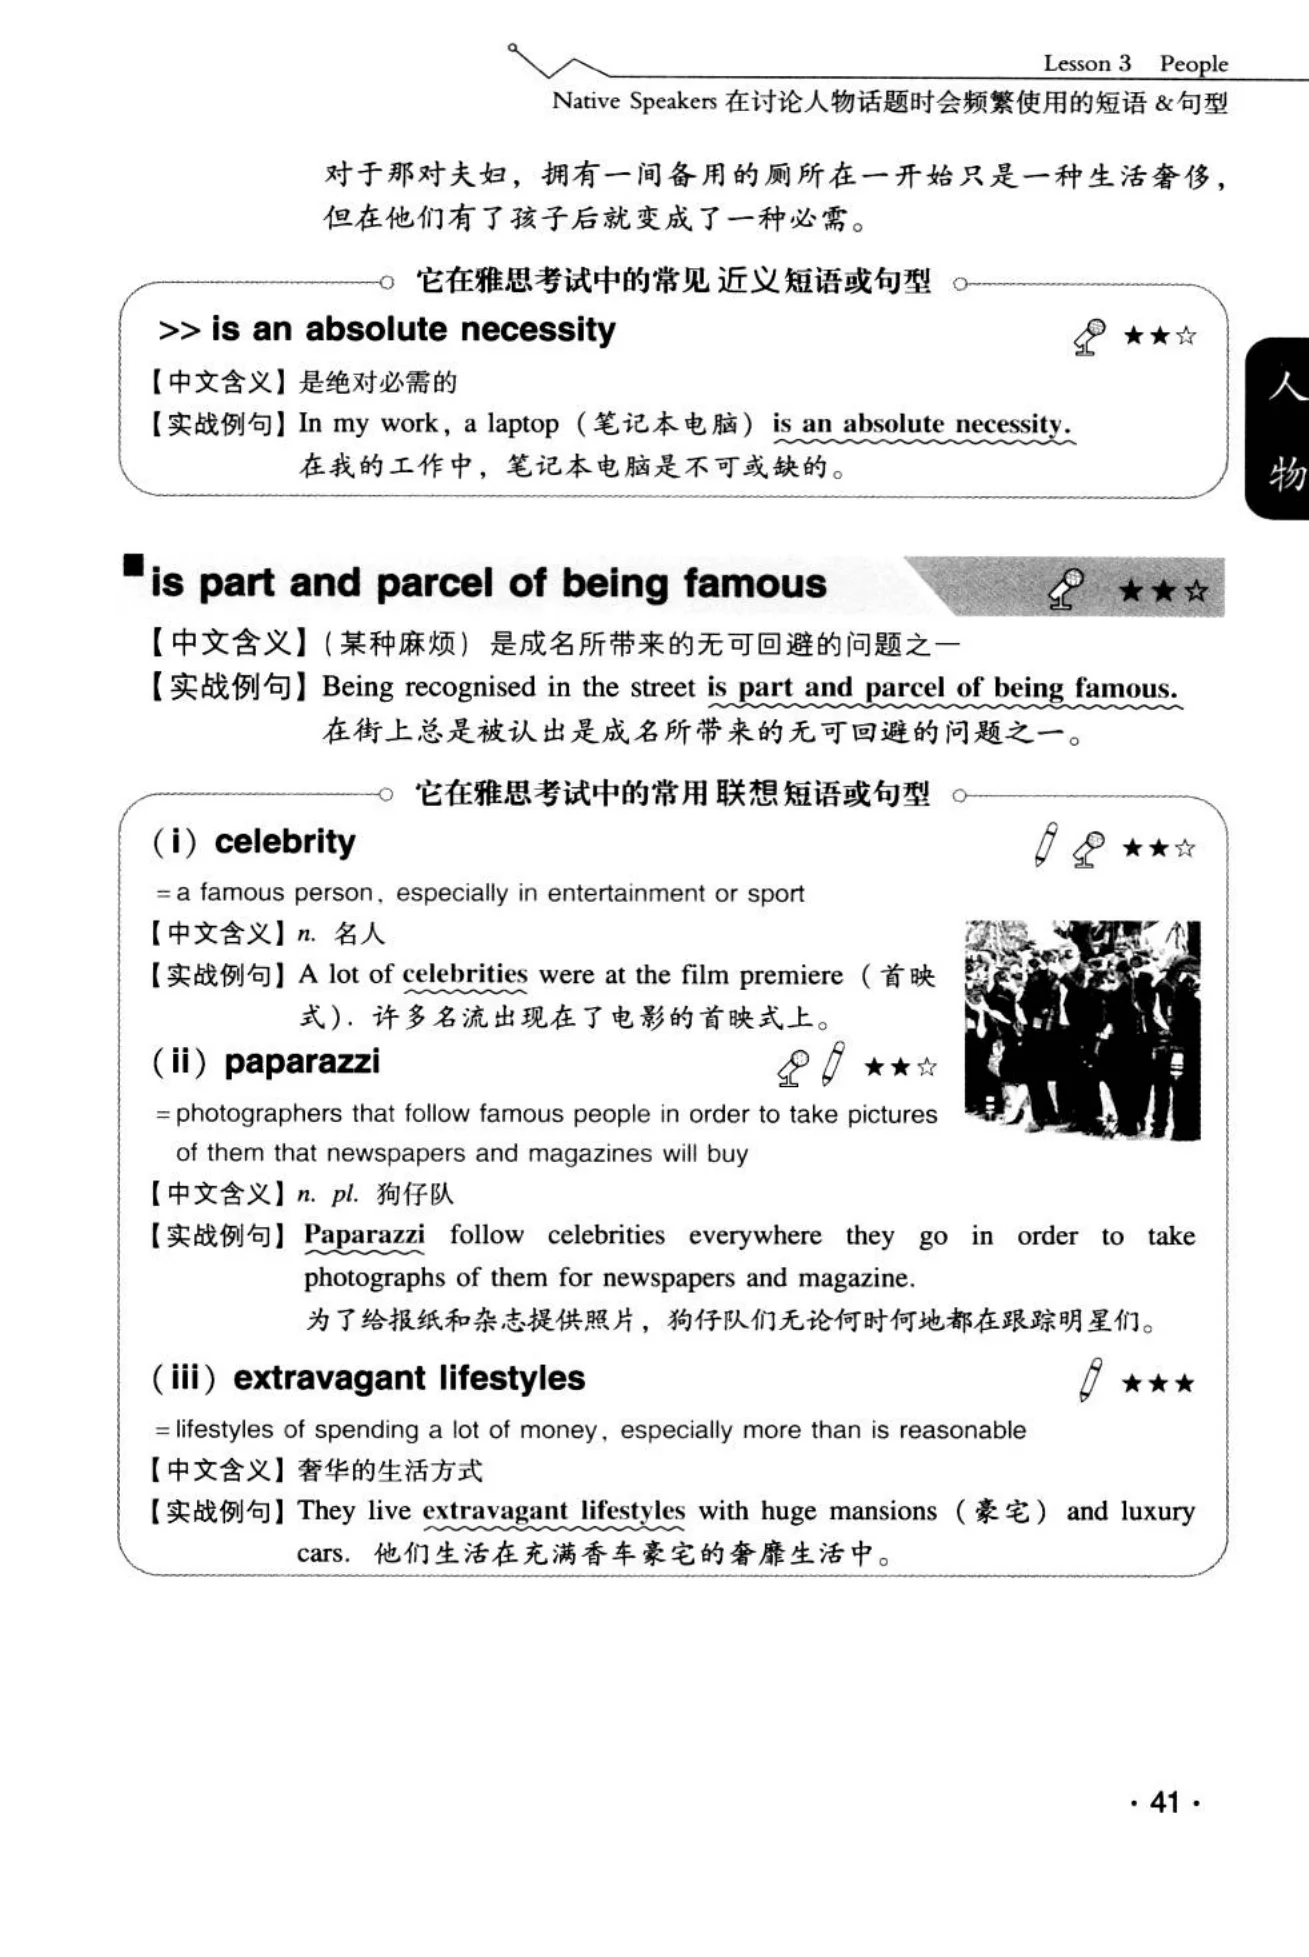 Lesson 3 People
Native Speakers 在讨论人物话题时会频繁使用的短语 &句型
对于那对夫妇，拥有一间备用的厕所在一开始只是一种生活奢侈，
但在他们有了孩子后就变成了一种必需。
它在雅思考试中的常见 近义 短语或句型
>> is an absolute necessity ★★☆
【中文含义】是绝对必需的
【实战例句】In my work, a laptop（笔记本电脑）is an absolute necessity.
在我的工作中，笔记本电脑是不可或缺的。
人
物
■is part and parcel of being famous ★★☆
【中文含义】（某种麻烦）是成名所带来的无可回避的问题之一
【实战例句】Being recognised in the street is part and parcel of being famous.
在街上总是被认出是成名所带来的无可回避的问题之一。
它在雅思考试中的常用 联想 短语或句型
（i）celebrity ★★☆
=a famous person, especially in entertainment or sport
【中文含义】n. 名人
【实战例句】A lot of celebrities were at the film premiere（首映
式）. 许多名流出现在了电影的首映式上。
（ii）paparazzi ★★☆
=photographers that follow famous people in order to take pictures
of them that newspapers and magazines will buy
【中文含义】n. pl. 狗仔队
【实战例句】Paparazzi follow celebrities everywhere they go in order to take
photographs of them for newspapers and magazine.
为了给报纸和杂志提供照片，狗仔队们无论何时何地都在跟踪明星们。
（iii）extravagant lifestyles ★★★
=lifestyles of spending a lot of money, especially more than is reasonable
【中文含义】奢华的生活方式
【实战例句】They live extravagant lifestyles with huge mansions（豪宅）and luxury
cars. 他们生活在充满香车豪宅的奢靡生活中。
· 41 ·